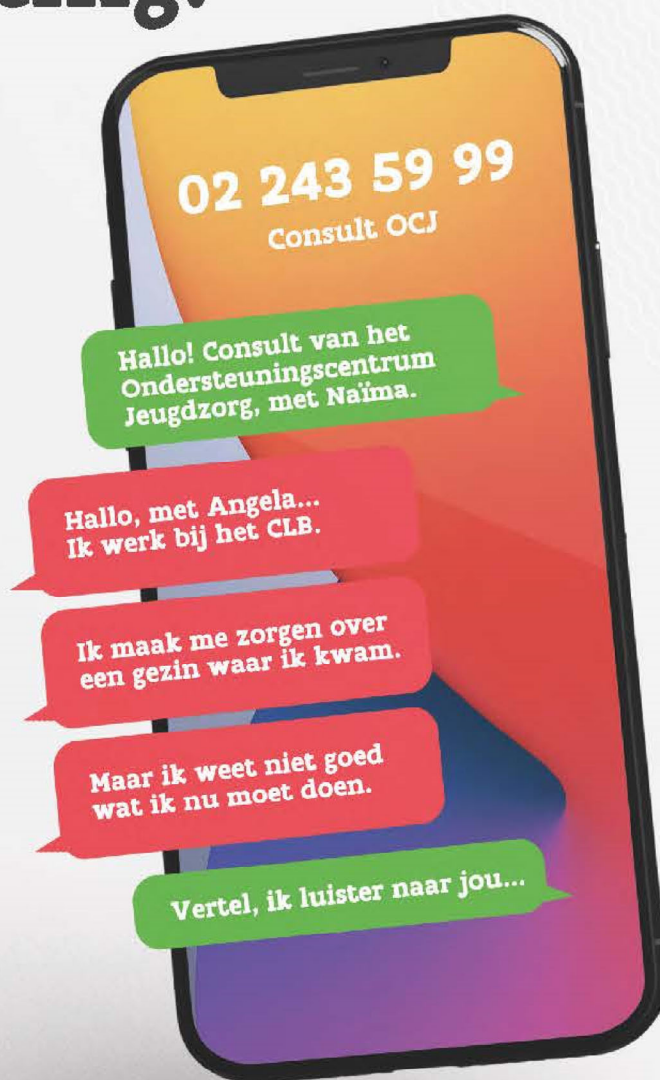 02 243 59 99
Consult OCJ
Hallo! Consult van het
Ondersteuningscentrum
Jeugdzorg, met Naïma.
Hallo, met Angela...
Ik werk bij het CLB.
Ik maak me zorgen over
een gezin waar ik kwam.
Maar ik weet niet goed
wat ik nu moet doen.
Vertel, ik luister naar jou...